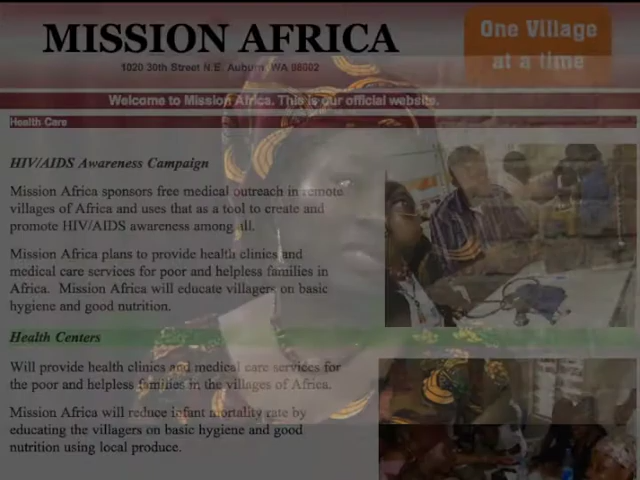 MISSION AFRICA
One Village
at a time
1020 30th Street N.E. Auburn, WA 98002
Welcome to Mission Africa. This is our official website.
Health Care
HIV/AIDS Awareness Campaign
Mission Africa sponsors free medical outreach in remote
villages of Africa and uses that as a tool to create and
promote HIV/AIDS awareness among all.
Mission Africa plans to provide health clinics and
medical care services for poor and helpless families in
Africa. Mission Africa will educate villagers on basic
hygiene and good nutrition.
Health Centers
Will provide health clinics and medical care services for
the poor and helpless families in the villages of Africa.
Mission Africa will reduce infant mortality rate by
educating the villagers on basic hygiene and good
nutrition using local produce.